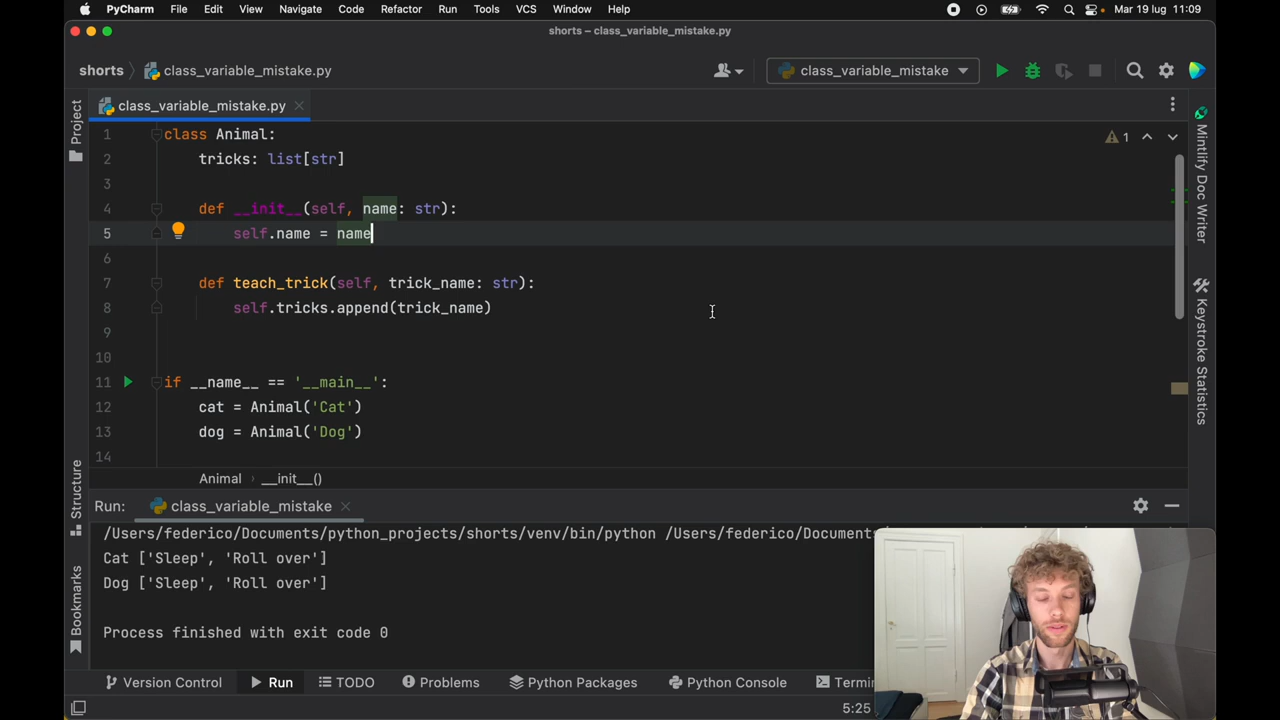 PyCharm File Edit View Navigate Code Refactor Run Tools VCS Window Help Mar 19 lug 11:09
shorts – class_variable_mistake.py
shorts class_variable_mistake.py class_variable_mistake
class_variable_mistake.py
Project
Structure
Bookmarks
Mintlify Doc Writer
Keystroke Statistics
1 class Animal: 1
2 tricks: list[str]
3
4 def __init__(self, name: str):
5 self.name = name
6
7 def teach_trick(self, trick_name: str):
8 self.tricks.append(trick_name)
9
10
11 if __name__ == '__main__':
12 cat = Animal('Cat')
13 dog = Animal('Dog')
14
Animal __init__()
Run: class_variable_mistake
/Users/federico/Documents/python_projects/shorts/venv/bin/python /Users/federico/Documents
Cat ['Sleep', 'Roll over']
Dog ['Sleep', 'Roll over']
Process finished with exit code 0
Version Control Run TODO Problems Python Packages Python Console Termi
5:25